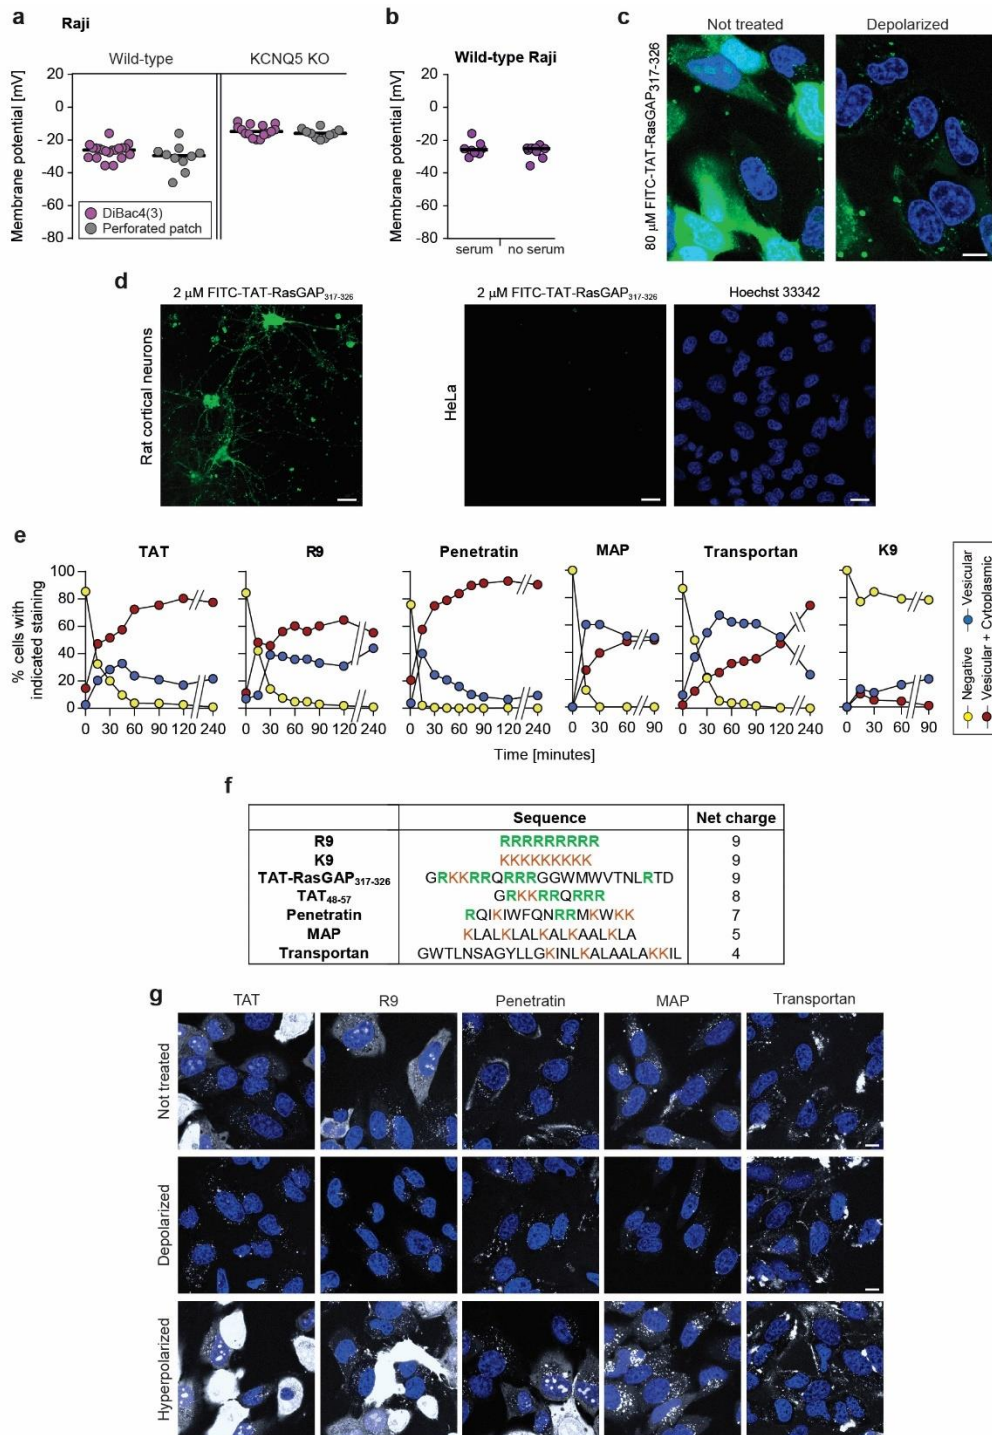 a
Raji
Wild-type
KCNQ5 KO
Membrane potential [mV]
20
0
-20
-40
-60
-80
20
0
-20
-40
-60
-80
DiBac4(3)
Perforated patch
b
Wild-type Raji
Membrane potential [mV]
20
0
-20
-40
-60
-80
serum
no serum
c
Not treated
Depolarized
80 µM FITC-TAT-RasGAP317-326
d
2 µM FITC-TAT-RasGAP317-326
Rat cortical neurons
2 µM FITC-TAT-RasGAP317-326
Hoechst 33342
HeLa
e
TAT
R9
Penetratin
MAP
Transportan
K9
% cells with
indicated staining
100
80
60
40
20
0
0 30 60 90 120 240
0 30 60 90 120 240
0 30 60 90 120 240
0 30 60 90
0 30 60 90 120 240
0 30 60 90
Time [minutes]
Negative
Vesicular
Vesicular + Cytoplasmic
f
Sequence Net charge
R9 RRRRRRRRR 9
K9 KKKKKKKKK 9
TAT-RasGAP317-326 GRKKRRQRRRGGWMWVTNLRTD 9
TAT48-57 GRKKRRQRRR 8
Penetratin RQIKIWFQNRRMKWKK 7
MAP KLALKLALKALKAALKLA 5
Transportan GWTLNSAGYLLGKINLKALAALAKKIL 4
g
TAT
R9
Penetratin
MAP
Transportan
Not treated
Depolarized
Hyperpolarized